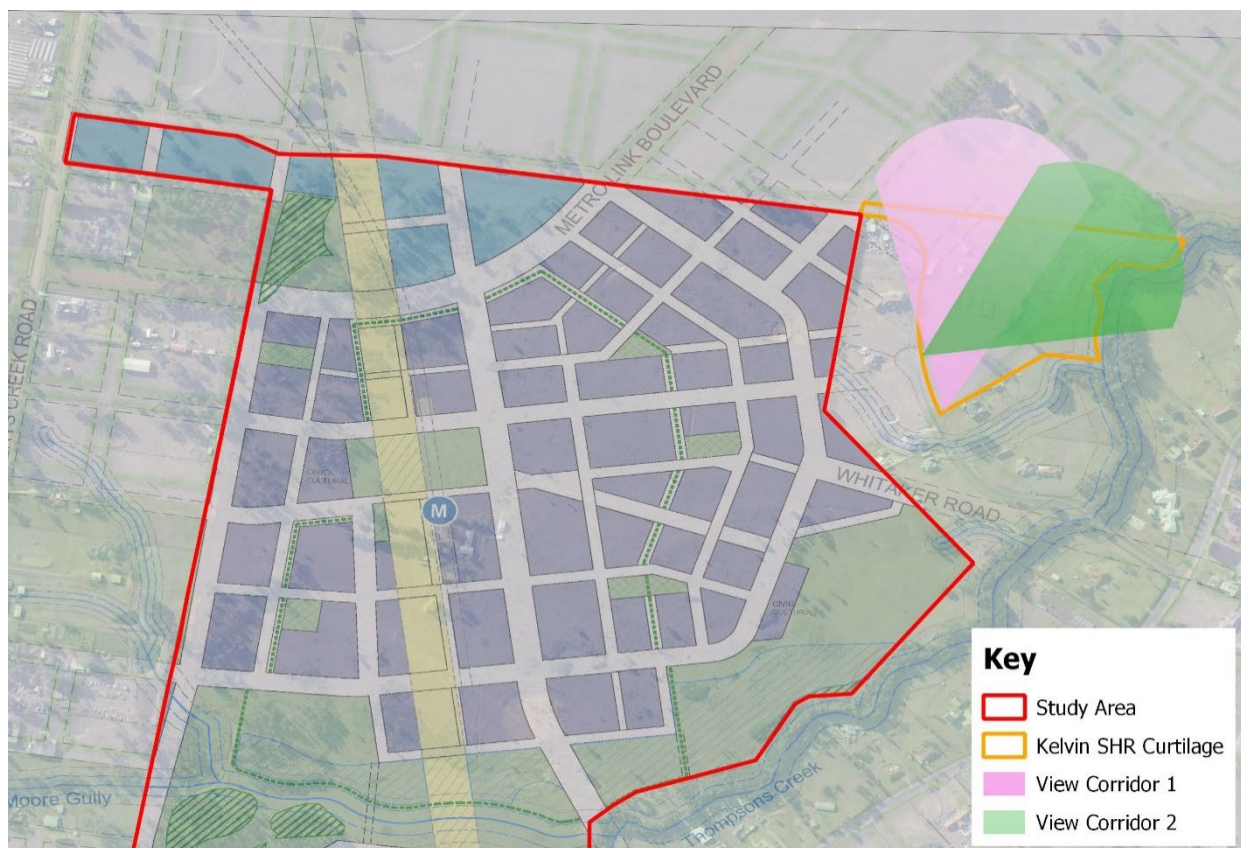 METRO LINK BOULEVARD
CREEK ROAD
CIVIC
CULTURAL
M
WHITAKER ROAD
CIVIC
CULTURAL
Moore Gully
Thompsons Creek
Key
Study Area
Kelvin SHR Curtilage
View Corridor 1
View Corridor 2